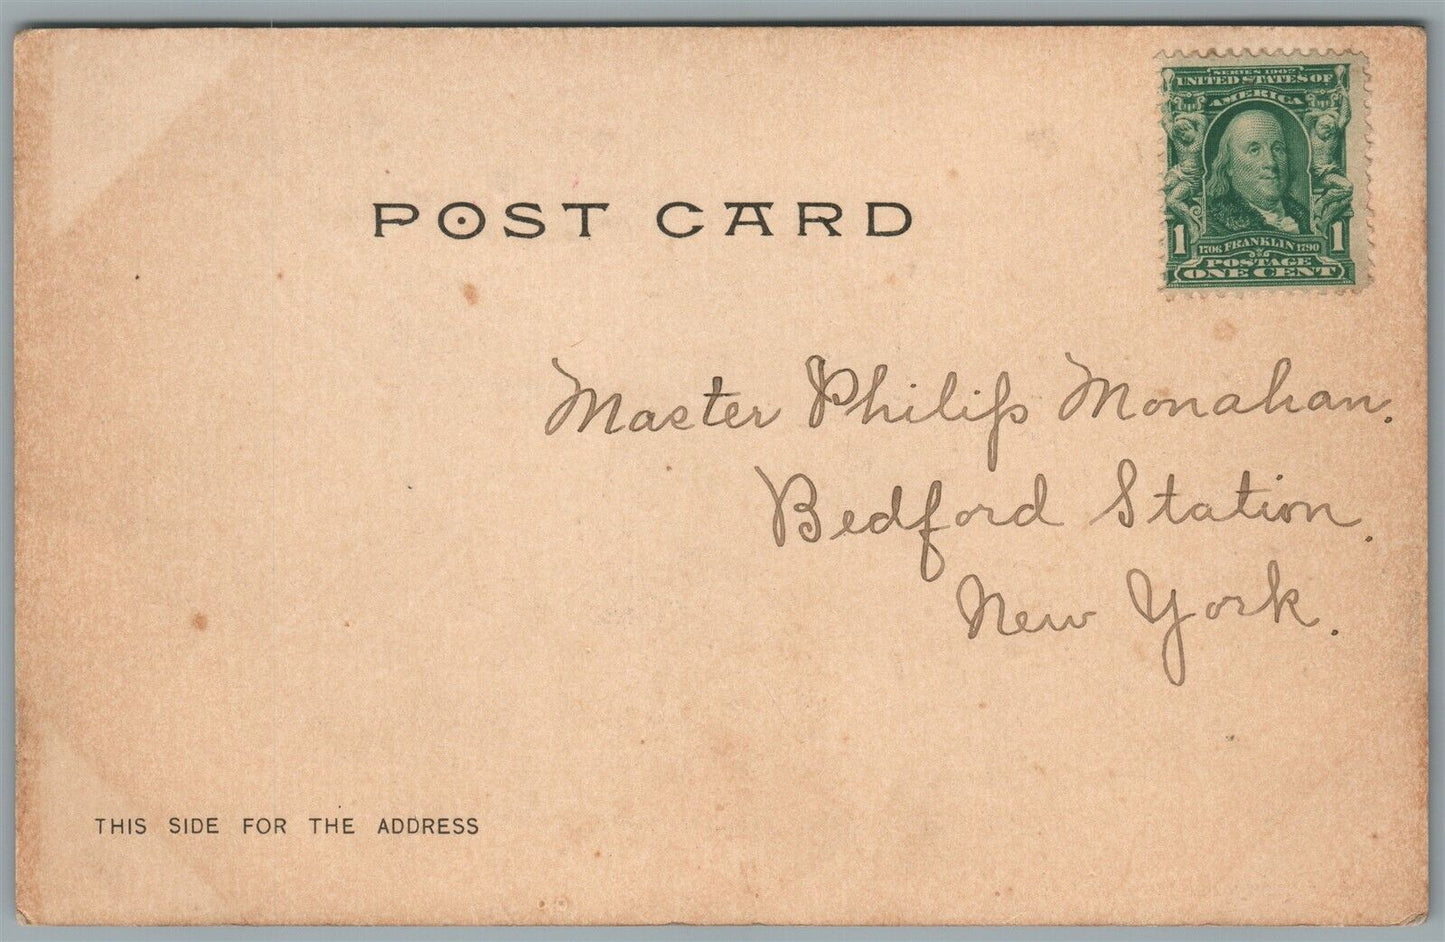 SERIES 1902
UNITED STATES OF
AMERICA
POST CARD
1 1706 FRANKLIN 1790 1
POSTAGE
ONE CENT
Master Philip Monahan.
Bedford Station.
New York.
THIS SIDE FOR THE ADDRESS